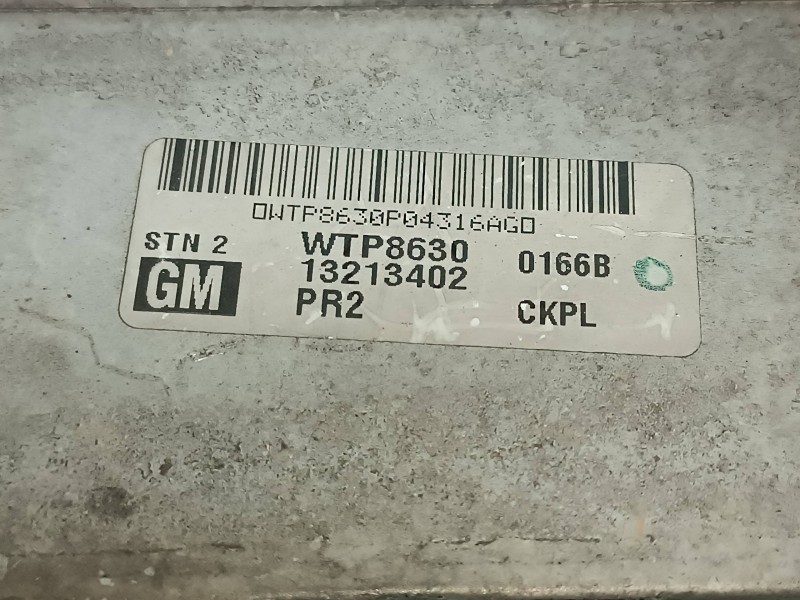 0WTP8630P04316AG0
STN 2 WTP8630 0166B
GM 13213402
PR2 CKPL